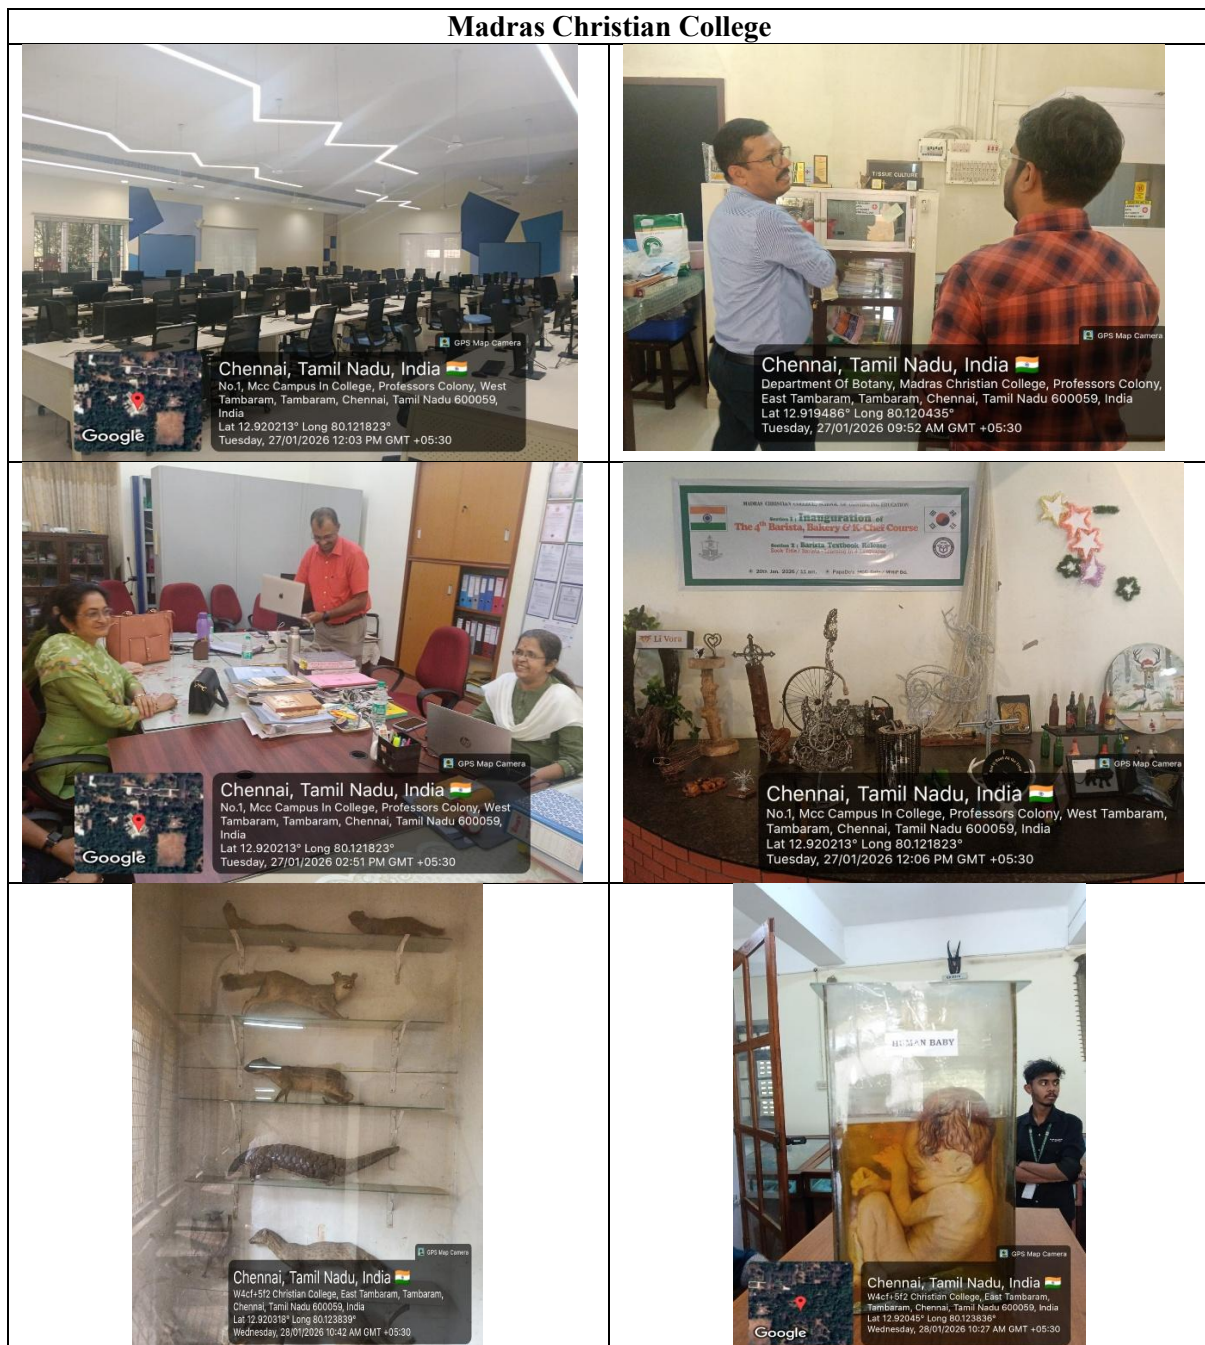 Madras Christian College
GPS Map Camera
Chennai, Tamil Nadu, India
No.1, Mcc Campus In College, Professors Colony, West
Tambaram, Tambaram, Chennai, Tamil Nadu 600059,
India
Lat 12.920213° Long 80.121823°
Tuesday, 27/01/2026 12:03 PM GMT +05:30
Google
TISSUE CULTURE
GPS Map Camera
Chennai, Tamil Nadu, India
Department Of Botany, Madras Christian College, Professors Colony,
East Tambaram, Tambaram, Chennai, Tamil Nadu 600059, India
Lat 12.919486° Long 80.120435°
Tuesday, 27/01/2026 09:52 AM GMT +05:30
GPS Map Camera
Chennai, Tamil Nadu, India
No.1, Mcc Campus In College, Professors Colony, West
Tambaram, Tambaram, Chennai, Tamil Nadu 600059,
India
Lat 12.920213° Long 80.121823°
Tuesday, 27/01/2026 02:51 PM GMT +05:30
Google
MADRAS CHRISTIAN COLLEGE
Inauguration of
The 4th Barista, Bakery & K-Chef Course
Barista Textbook Release
Li Vora
GPS Map Camera
Chennai, Tamil Nadu, India
No.1, Mcc Campus In College, Professors Colony, West Tambaram,
Tambaram, Chennai, Tamil Nadu 600059, India
Lat 12.920213° Long 80.121823°
Tuesday, 27/01/2026 12:06 PM GMT +05:30
GPS Map Camera
Chennai, Tamil Nadu, India
W4cf+5f2 Christian College, East Tambaram, Tambaram,
Chennai, Tamil Nadu 600059, India
Lat 12.920318° Long 80.123839°
Wednesday, 28/01/2026 10:42 AM GMT +05:30
HUMAN BABY
GPS Map Camera
Chennai, Tamil Nadu, India
W4cf+5f2 Christian College, East Tambaram,
Tambaram, Chennai, Tamil Nadu 600059, India
Lat 12.92045° Long 80.123836°
Wednesday, 28/01/2026 10:27 AM GMT +05:30
Google